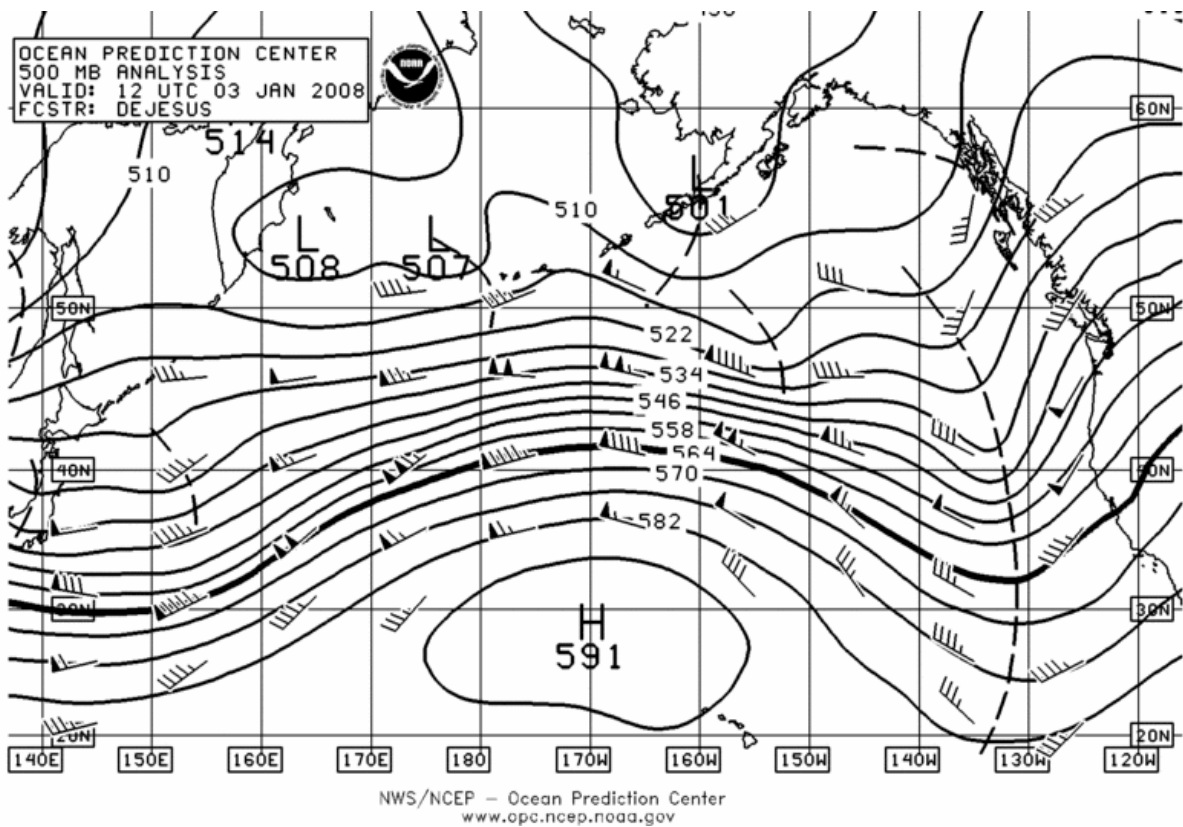 OCEAN PREDICTION CENTER
500 MB ANALYSIS
VALID: 12 UTC 03 JAN 2008
FCSTR: DEJESUS
NOAA
60N
60N
514
510
510
L
501
L
508
L
507
50N
50N
522
534
546
558
564
570
582
40N
40N
30N
30N
H
591
20N
20N
140E 150E 160E 170E 180 170W 160W 150W 140W 130W 120W
NWS/NCEP – Ocean Prediction Center
www.opc.ncep.noaa.gov